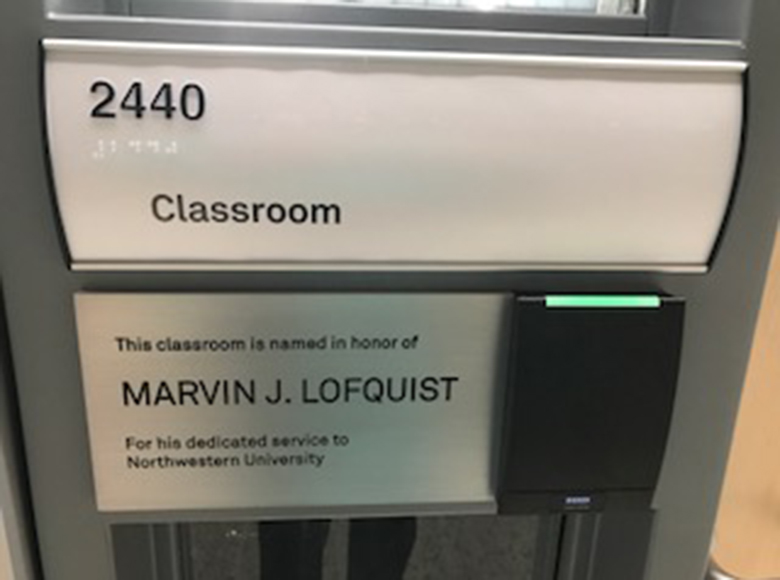 2440
Classroom
This classroom is named in honor of
MARVIN J. LOFQUIST
For his dedicated service to
Northwestern University